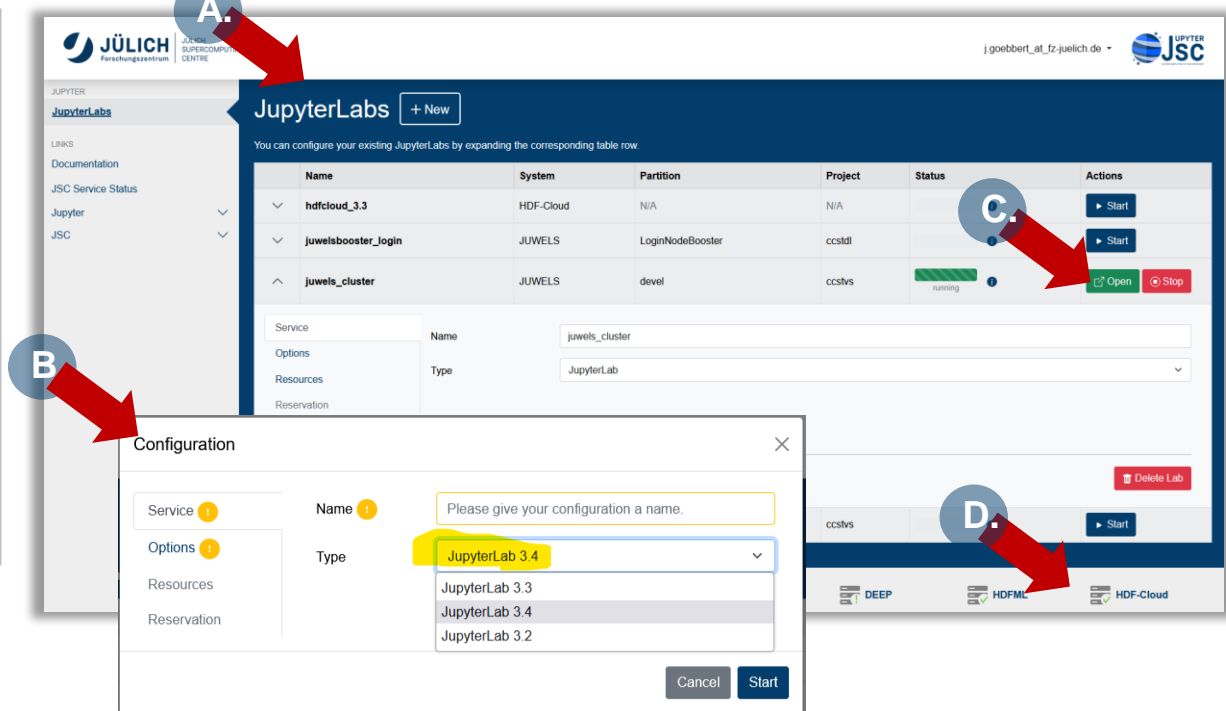 A.
JÜLICH
Forschungszentrum
JÜLICH
SUPERCOMPUTI
CENTRE
j.goebbert_at_fz-juelich.de
JUPYTER
JSC
JUPYTER
JupyterLabs
LINKS
Documentation
JSC Service Status
Jupyter
JSC
JupyterLabs
+ New
You can configure your existing JupyterLabs by expanding the corresponding table row.
Name System Partition Project Status Actions
hdfcloud_3.3 HDF-Cloud N/A N/A Start
C.
juwelsbooster_login JUWELS LoginNodeBooster ccstdl Start
juwels_cluster JUWELS devel ccstvs running Open Stop
Service
Options
Resources
Reservation
Name juwels_cluster
Type JupyterLab
Delete Lab
ccstvs Start
DEEP HDFML HDF-Cloud
B
D.
Configuration
Service !
Options !
Resources
Reservation
Name ! Please give your configuration a name.
Type JupyterLab 3.4
JupyterLab 3.3
JupyterLab 3.4
JupyterLab 3.2
Cancel Start